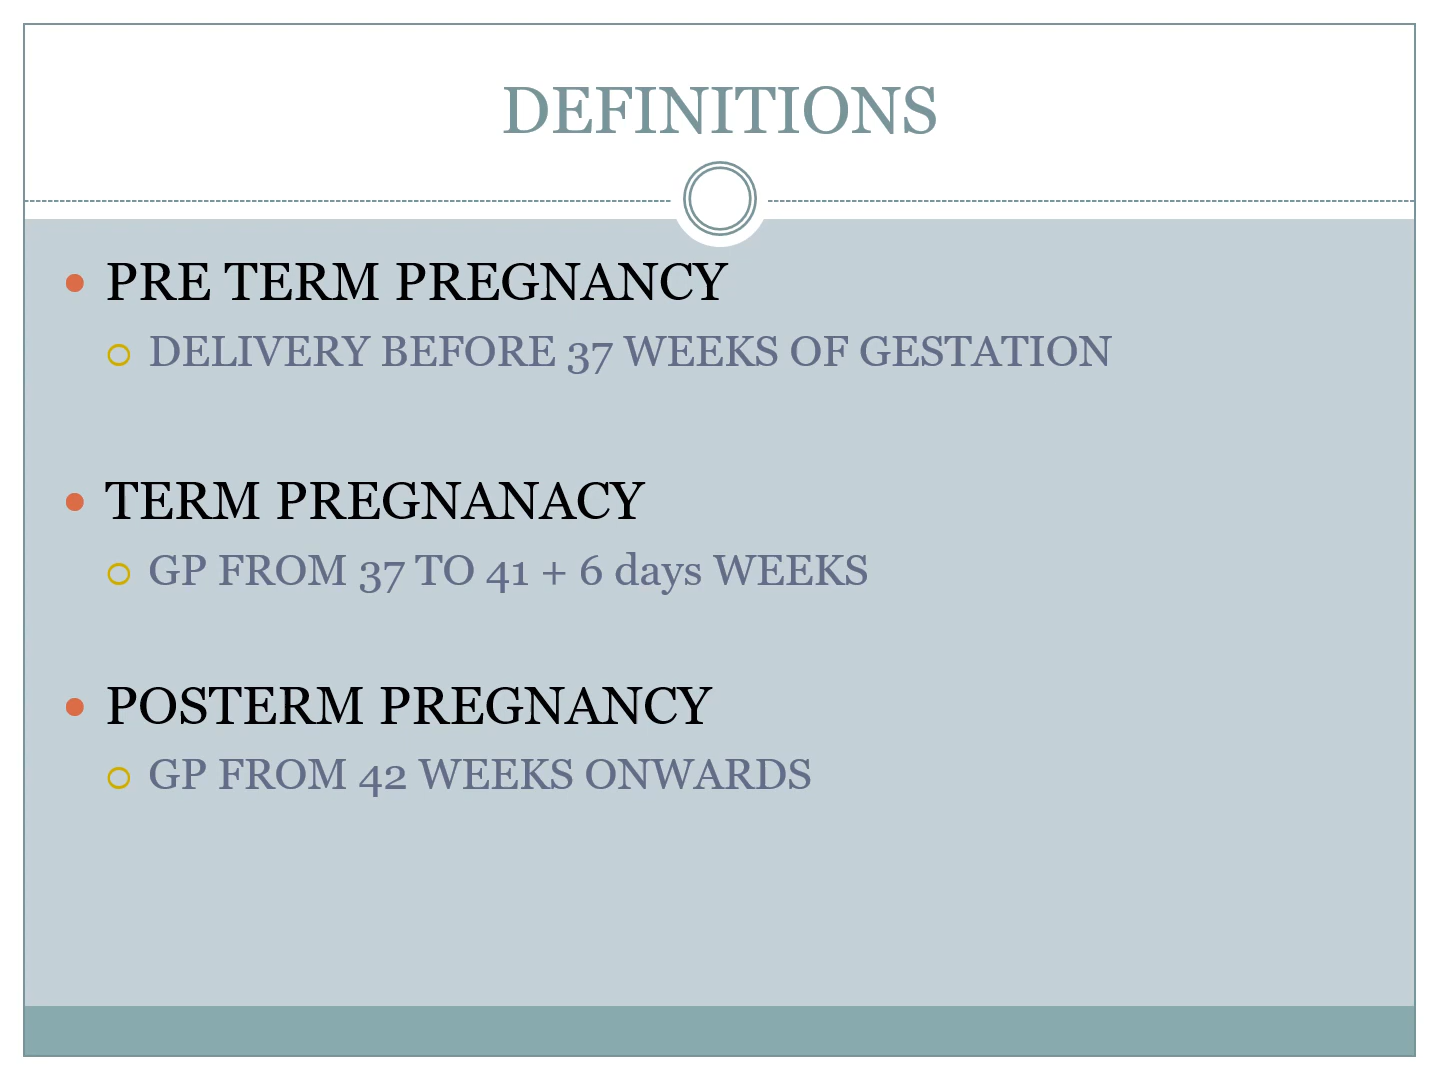 DEFINITIONS
PRE TERM PREGNANCY
DELIVERY BEFORE 37 WEEKS OF GESTATION
TERM PREGNANACY
GP FROM 37 TO 41 + 6 days WEEKS
POSTERM PREGNANCY
GP FROM 42 WEEKS ONWARDS